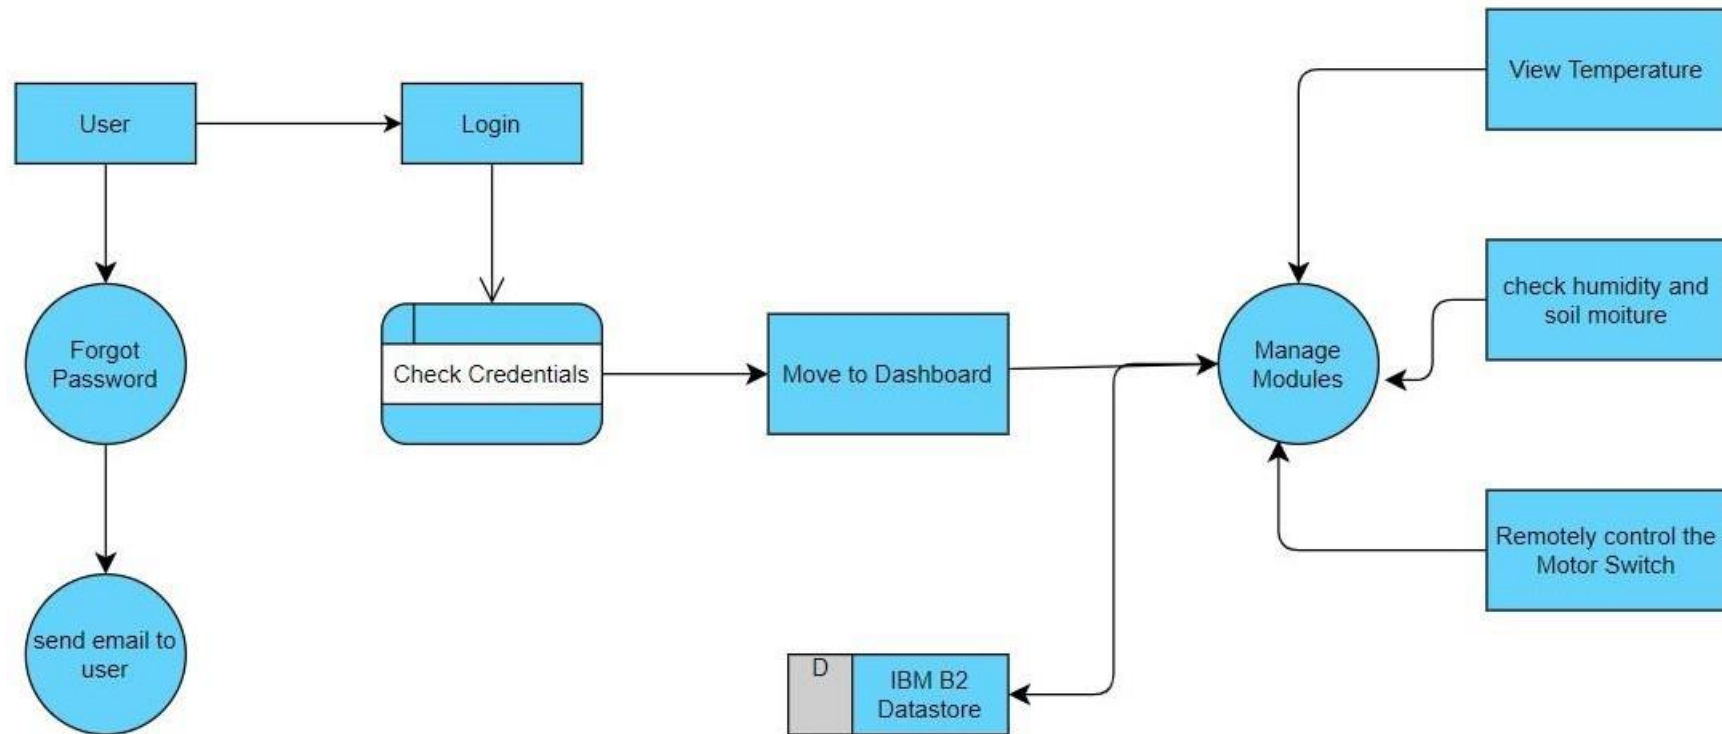 User
Login
View Temperature
Forgot
Password
Check Credentials
Move to Dashboard
Manage
Modules
check humidity and
soil moiture
Remotely control the
Motor Switch
send email to
user
D
IBM B2
Datastore